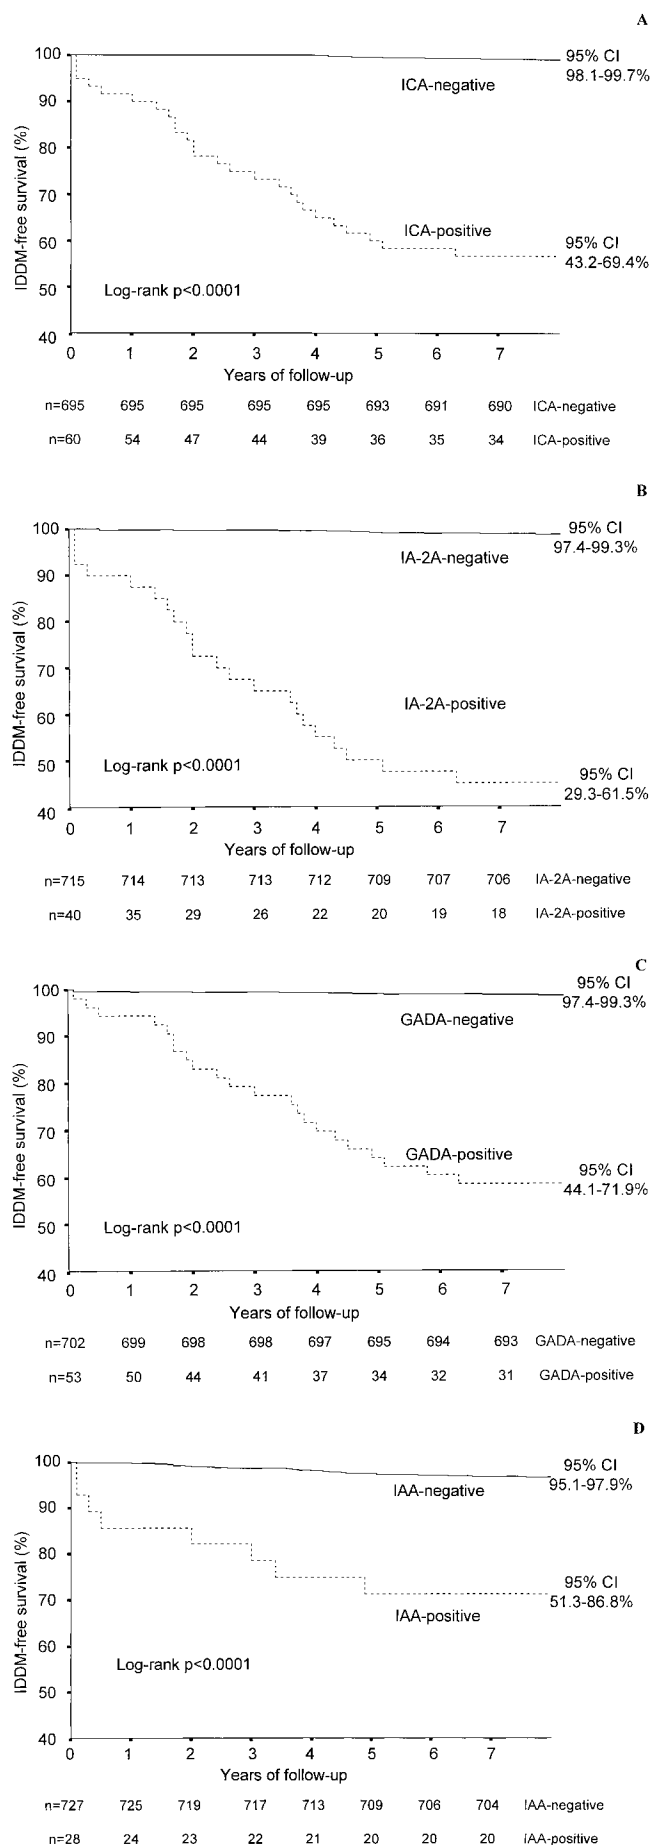 A
100
90
80
70
60
50
40
IDDM-free survival (%)
95% CI
98.1-99.7%
ICA-negative
ICA-positive
95% CI
43.2-69.4%
Log-rank p<0.0001
0 1 2 3 4 5 6 7
Years of follow-up
n=695 695 695 695 695 693 691 690 ICA-negative
n=60 54 47 44 39 36 35 34 ICA-positive
B
100
90
80
70
60
50
40
IDDM-free survival (%)
95% CI
97.4-99.3%
IA-2A-negative
IA-2A-positive
95% CI
29.3-61.5%
Log-rank p<0.0001
0 1 2 3 4 5 6 7
Years of follow-up
n=715 714 713 713 712 709 707 706 IA-2A-negative
n=40 35 29 26 22 20 19 18 IA-2A-positive
C
100
90
80
70
60
50
40
IDDM-free survival (%)
95% CI
97.4-99.3%
GADA-negative
GADA-positive
95% CI
44.1-71.9%
Log-rank p<0.0001
0 1 2 3 4 5 6 7
Years of follow-up
n=702 699 698 698 697 695 694 693 GADA-negative
n=53 50 44 41 37 34 32 31 GADA-positive
D
100
90
80
70
60
50
40
IDDM-free survival (%)
95% CI
95.1-97.9%
IAA-negative
95% CI
51.3-86.8%
IAA-positive
Log-rank p<0.0001
0 1 2 3 4 5 6 7
Years of follow-up
n=727 725 719 717 713 709 706 704 IAA-negative
n=28 24 23 22 21 20 20 20 IAA-positive